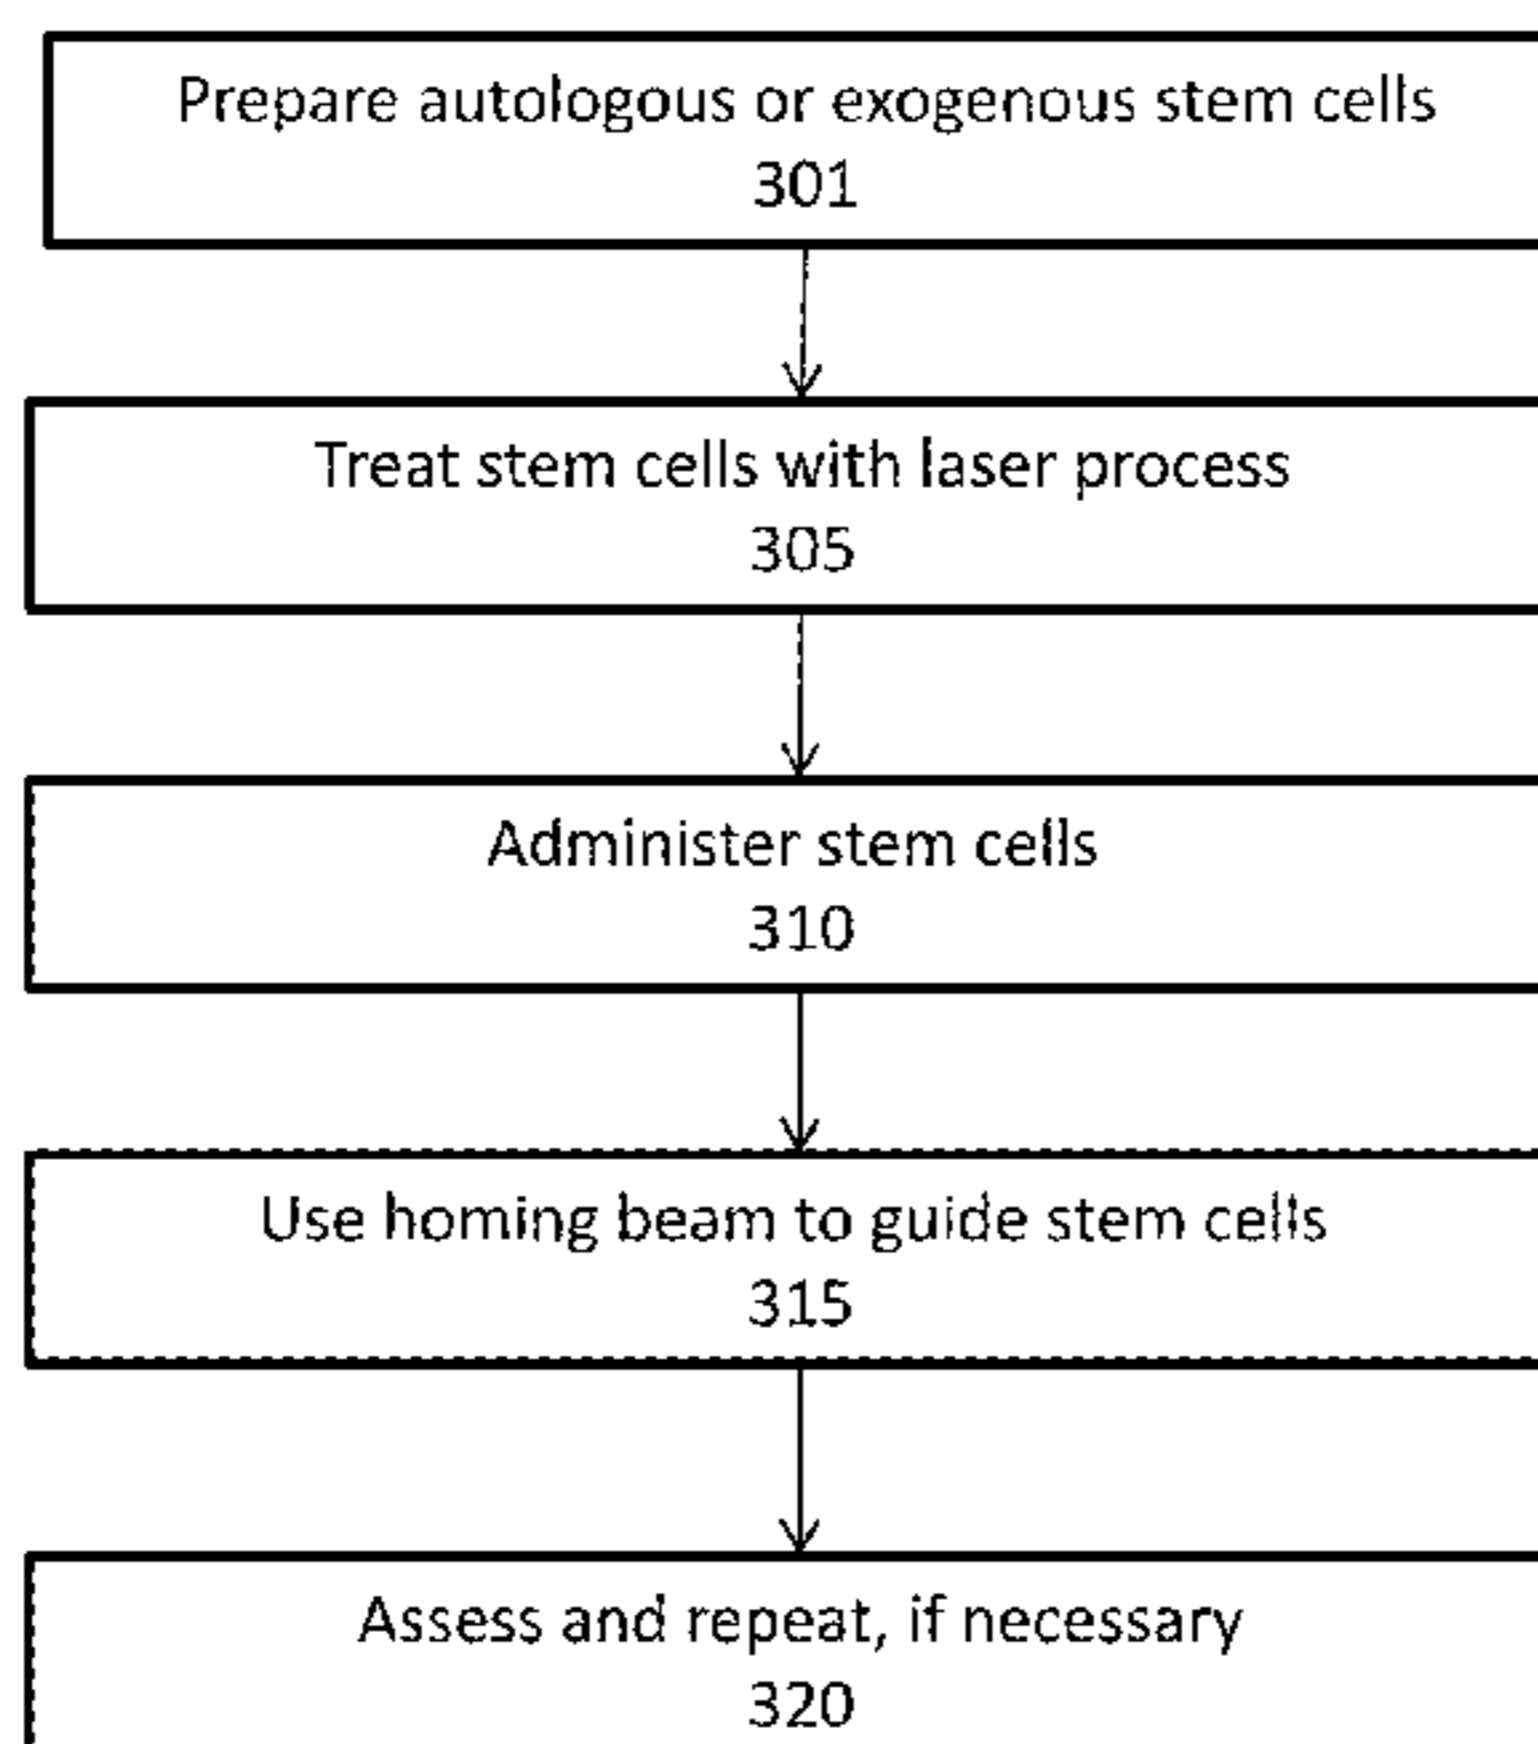 Prepare autologous or exogenous stem cells
301
Treat stem cells with laser process
305
Administer stem cells
310
Use homing beam to guide stem cells
315
Assess and repeat, if necessary
320